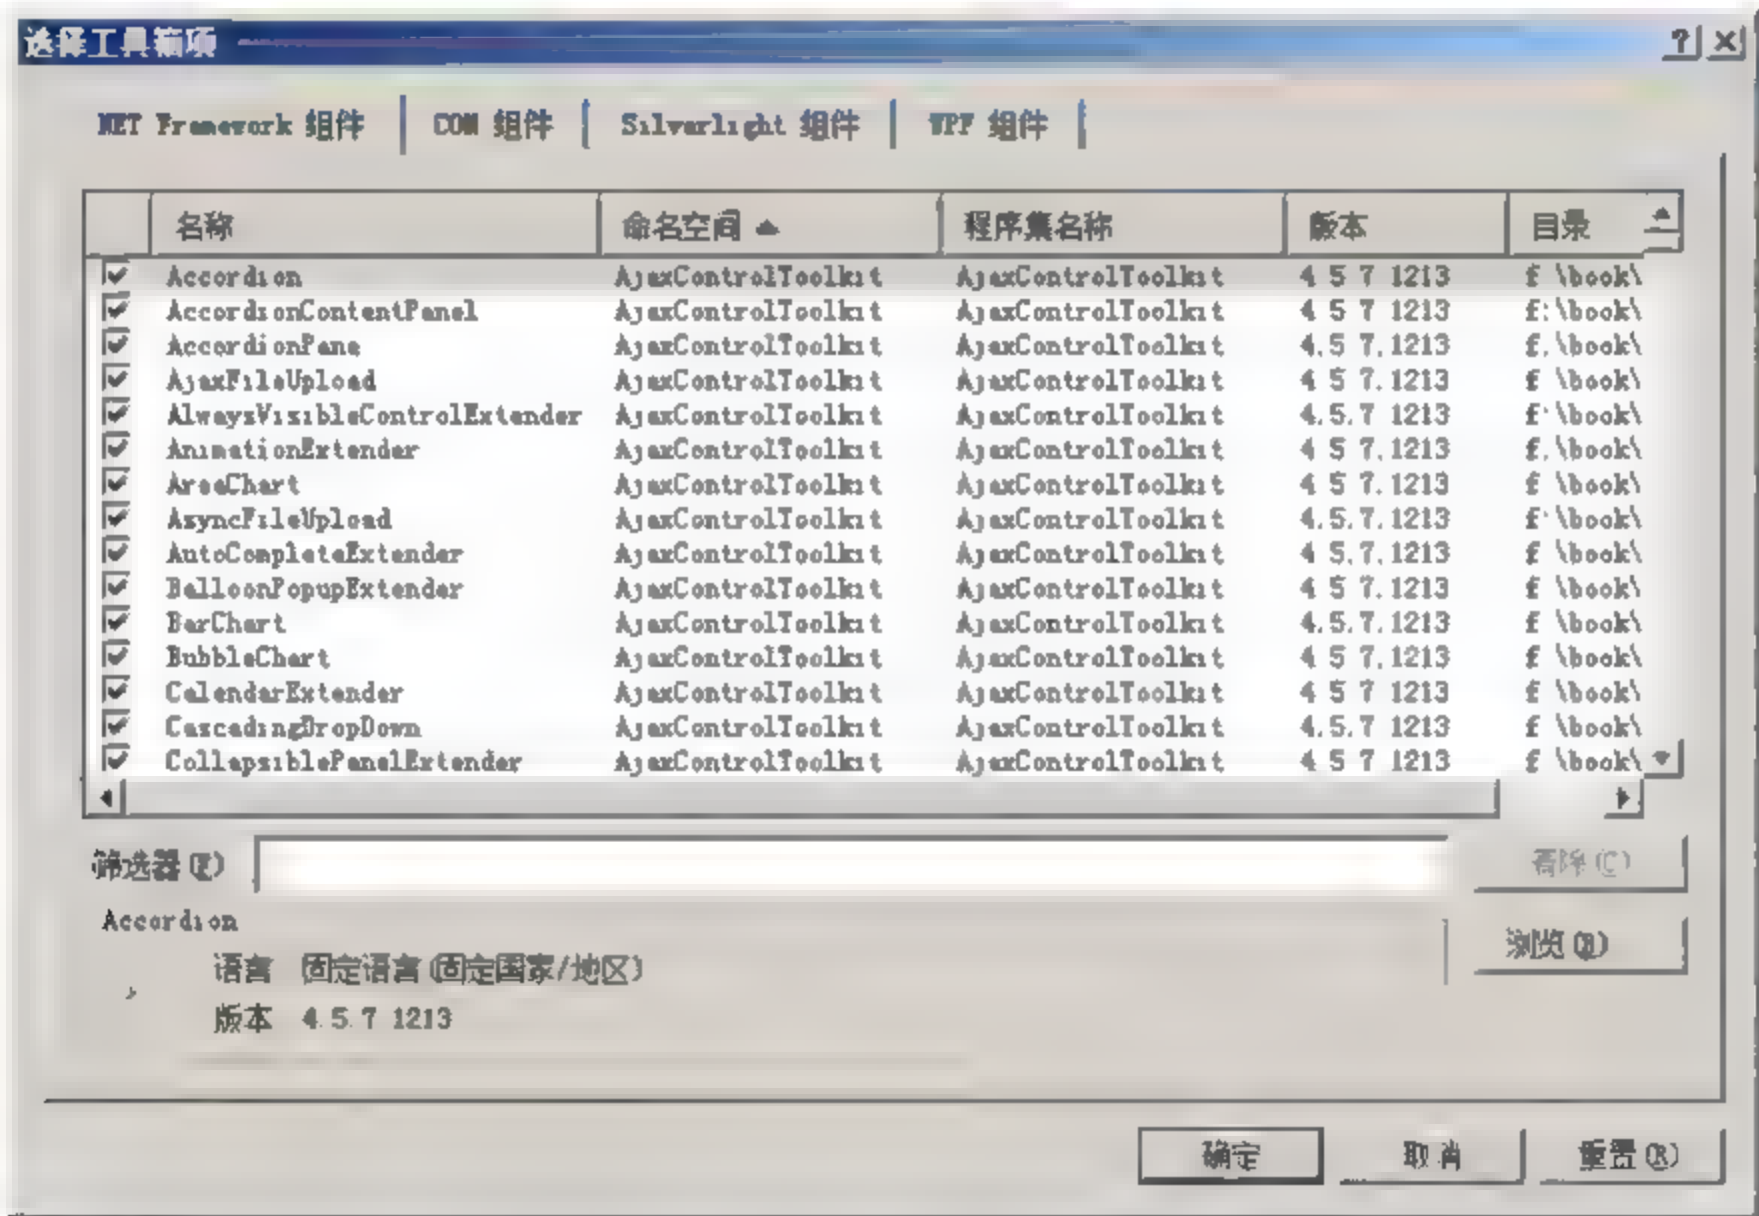 选择工具箱项
.NET Framework 组件 COM 组件 Silverlight 组件 WPF 组件
名称 命名空间 程序集名称 版本 目录
Accordion AjaxControlToolkit AjaxControlToolkit 4.5.7.1213 f:\book\
AccordionContentPanel AjaxControlToolkit AjaxControlToolkit 4.5.7.1213 f:\book\
AccordionPane AjaxControlToolkit AjaxControlToolkit 4.5.7.1213 f:\book\
AjaxFileUpload AjaxControlToolkit AjaxControlToolkit 4.5.7.1213 f:\book\
AlwaysVisibleControlExtender AjaxControlToolkit AjaxControlToolkit 4.5.7.1213 f:\book\
AnimationExtender AjaxControlToolkit AjaxControlToolkit 4.5.7.1213 f:\book\
AreaChart AjaxControlToolkit AjaxControlToolkit 4.5.7.1213 f:\book\
AsyncFileUpload AjaxControlToolkit AjaxControlToolkit 4.5.7.1213 f:\book\
AutoCompleteExtender AjaxControlToolkit AjaxControlToolkit 4.5.7.1213 f:\book\
BalloonPopupExtender AjaxControlToolkit AjaxControlToolkit 4.5.7.1213 f:\book\
BarChart AjaxControlToolkit AjaxControlToolkit 4.5.7.1213 f:\book\
BubbleChart AjaxControlToolkit AjaxControlToolkit 4.5.7.1213 f:\book\
CalendarExtender AjaxControlToolkit AjaxControlToolkit 4.5.7.1213 f:\book\
CascadingDropDown AjaxControlToolkit AjaxControlToolkit 4.5.7.1213 f:\book\
CollapsiblePanelExtender AjaxControlToolkit AjaxControlToolkit 4.5.7.1213 f:\book\
筛选器(F) 清除(C)
Accordion
浏览(B)
语言 固定语言(固定国家/地区)
版本 4.5.7.1213
确定 取消 重置(R)